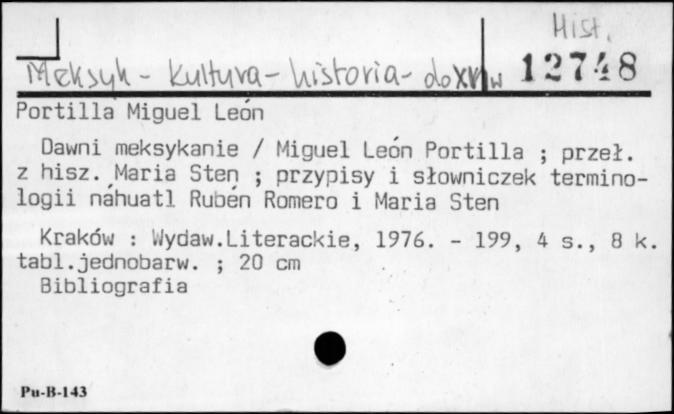 Hist.
Meksyk - kultura - historia - do XVI w
12748
Portilla Miguel León
Dawni meksykanie / Miguel León Portilla ; przeł.
z hisz. Maria Sten ; przypisy i słowniczek termino-
logii náhuatl Rubén Romero i Maria Sten
Kraków : Wydaw.Literackie, 1976. - 199, 4 s., 8 k.
tabl.jednobarw. ; 20 cm
Bibliografia
Pu-B-143